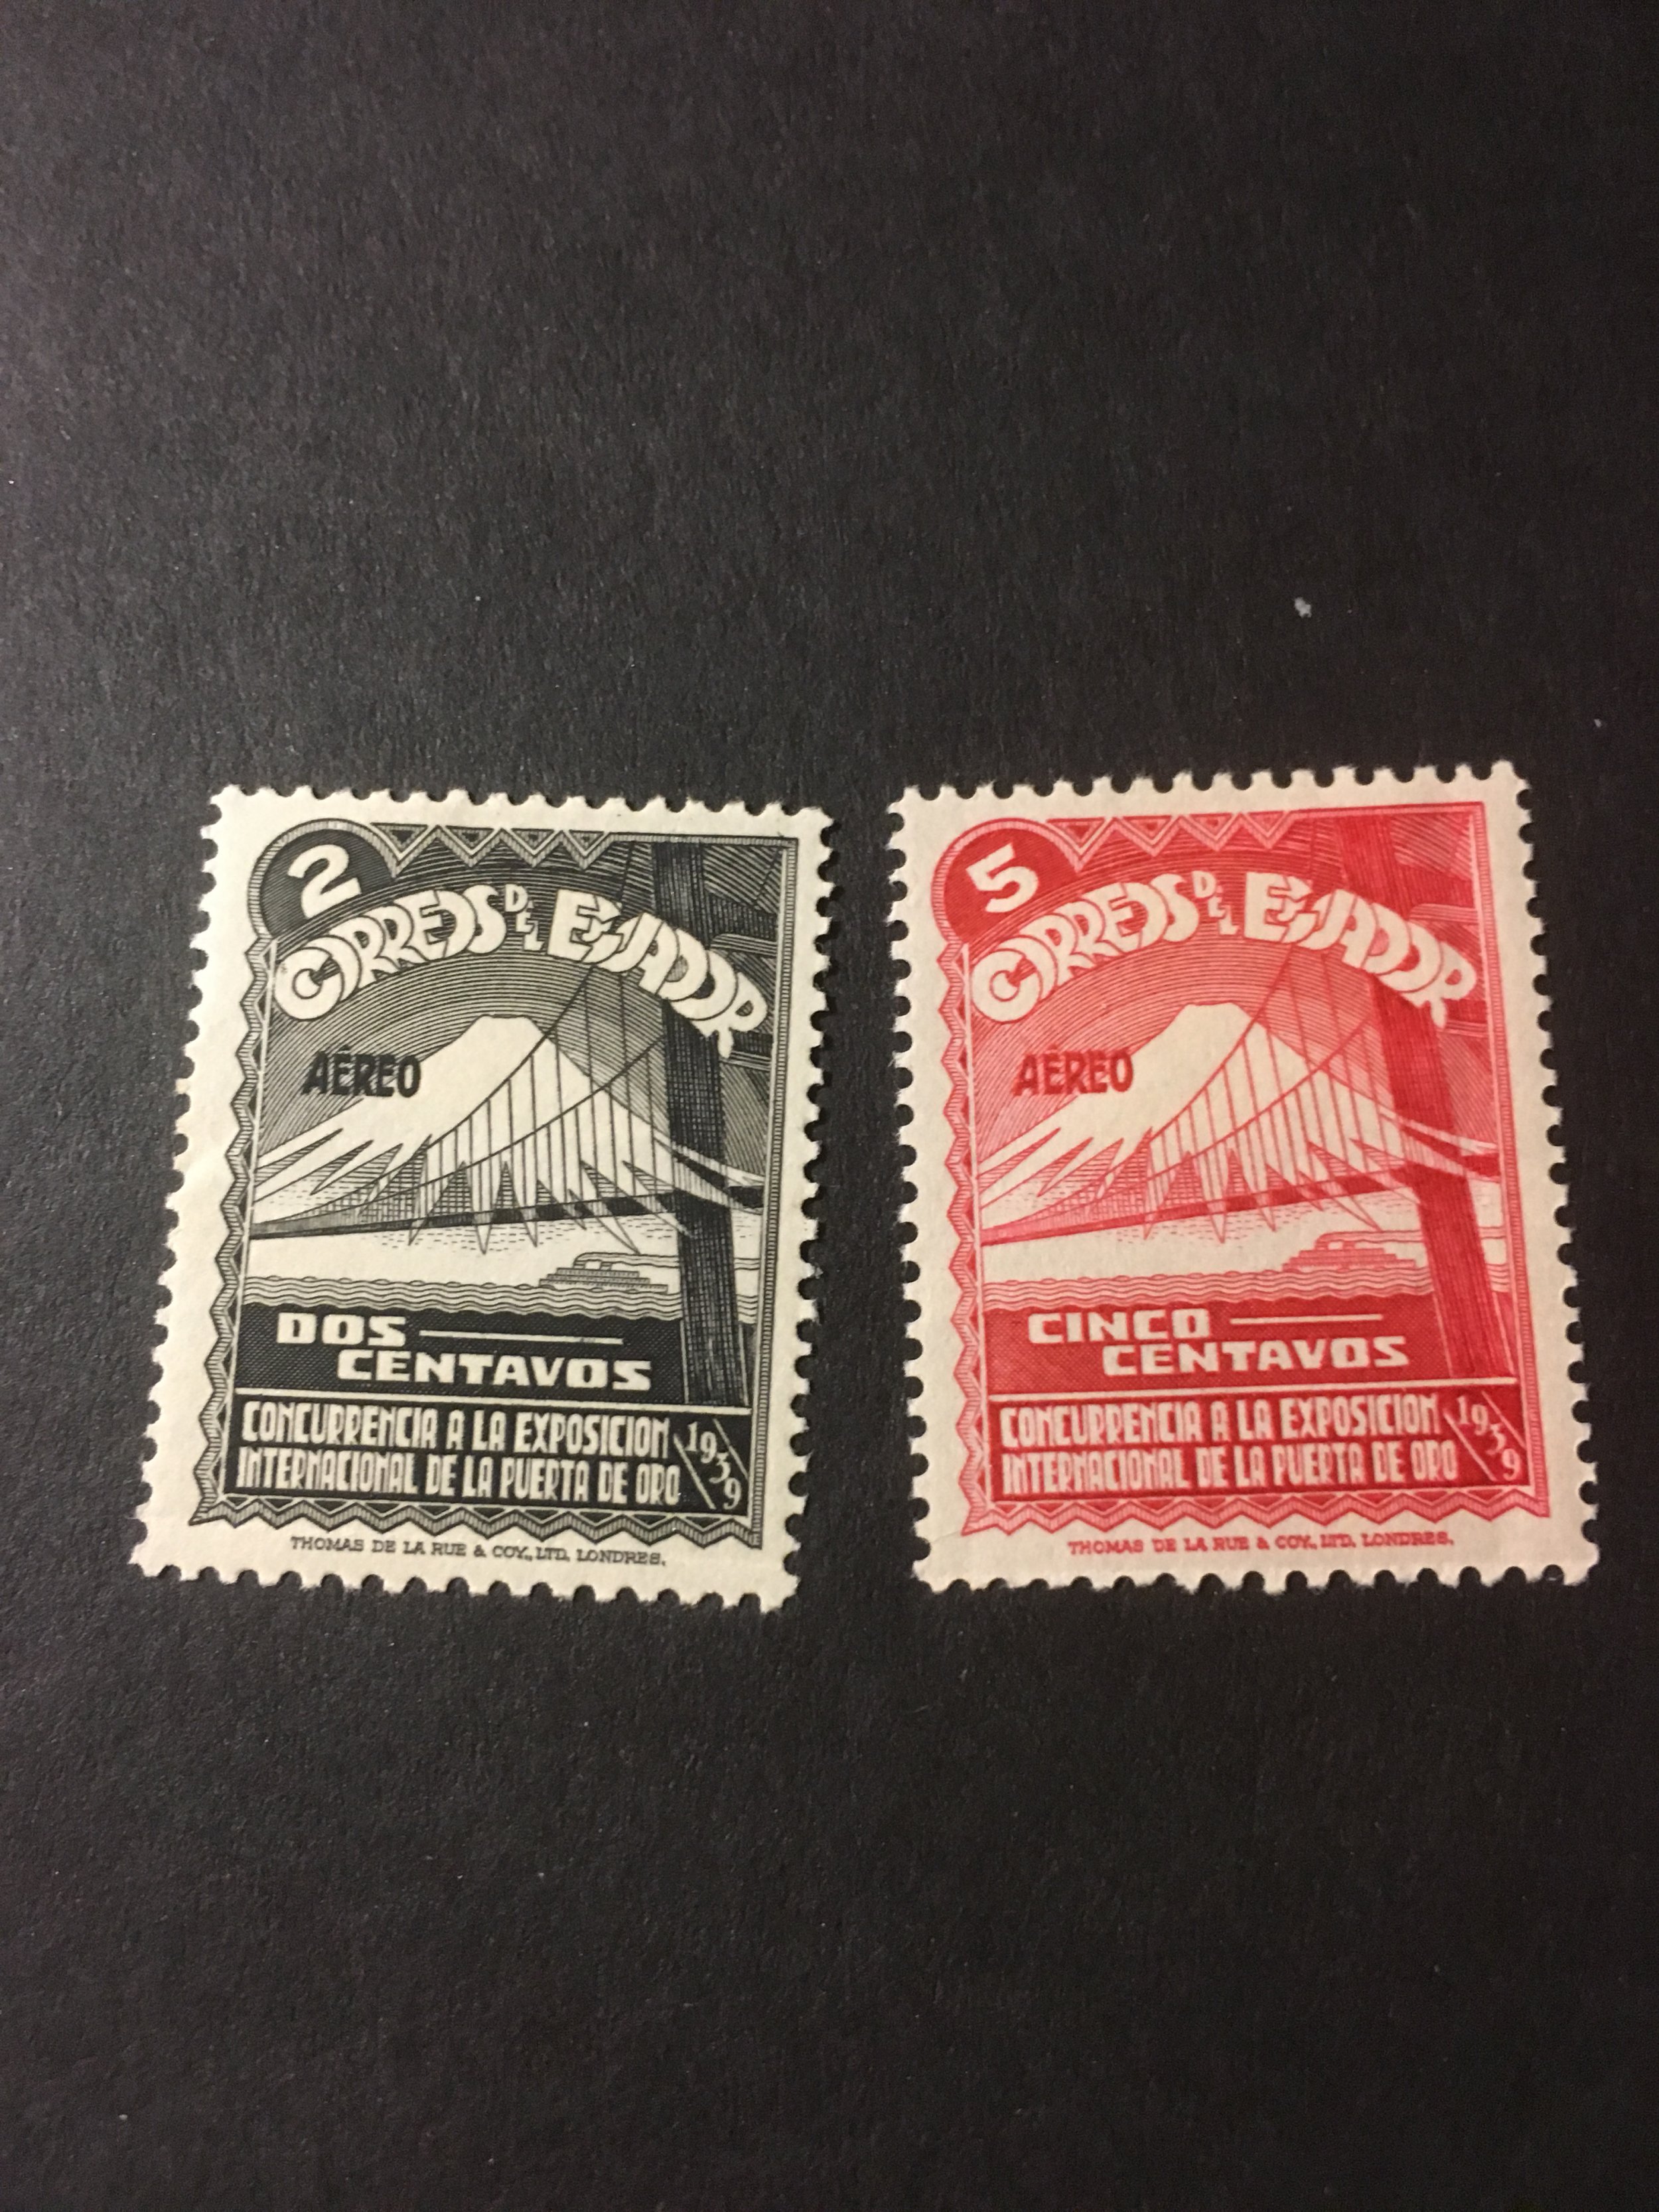 2
CORREOS DEL ECUADOR
AÉREO
DOS
CENTAVOS
CONCURRENCIA A LA EXPOSICION
INTERNACIONAL DE LA PUERTA DE ORO
1939
THOMAS DE LA RUE & COY., LTD. LONDRES.
5
CORREOS DEL ECUADOR
AÉREO
CINCO
CENTAVOS
CONCURRENCIA A LA EXPOSICION
INTERNACIONAL DE LA PUERTA DE ORO
1939
THOMAS DE LA RUE & COY., LTD. LONDRES.